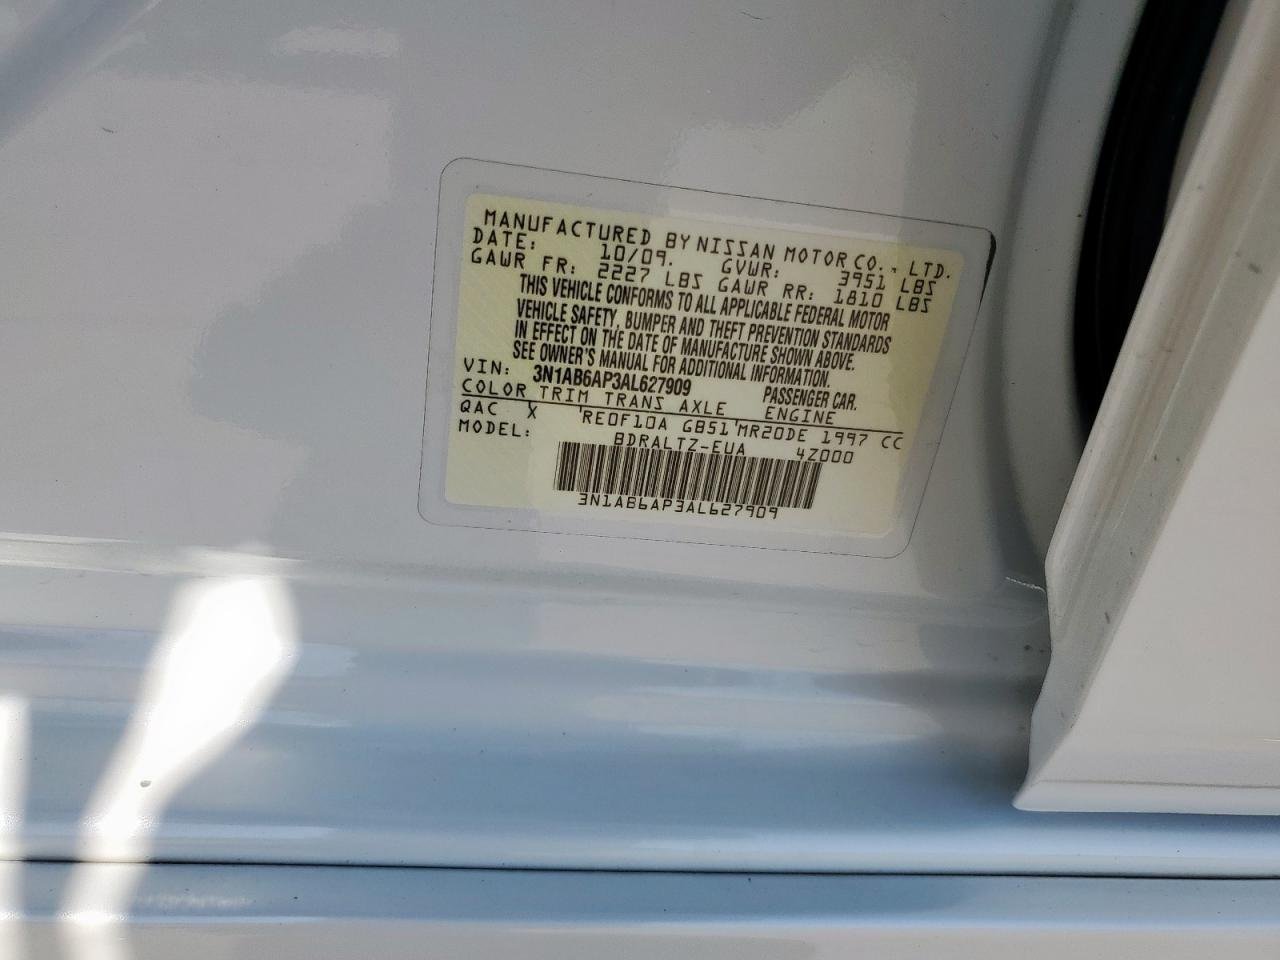 MANUFACTURED BY NISSAN MOTOR CO., LTD.
DATE: 10/09. GVWR: 3951 LBS
GAWR FR: 2227 LBS GAWR RR: 1810 LBS
THIS VEHICLE CONFORMS TO ALL APPLICABLE FEDERAL MOTOR
VEHICLE SAFETY, BUMPER AND THEFT PREVENTION STANDARDS
IN EFFECT ON THE DATE OF MANUFACTURE SHOWN ABOVE.
SEE OWNER'S MANUAL FOR ADDITIONAL INFORMATION.
VIN: 3N1AB6AP3AL627909 PASSENGER CAR.
COLOR TRIM TRANS AXLE ENGINE
QAC X RE0F10A GB51 MR20DE 1997 CC
MODEL: BDRALTZ-EUA 4Z000
3N1AB6AP3AL627909